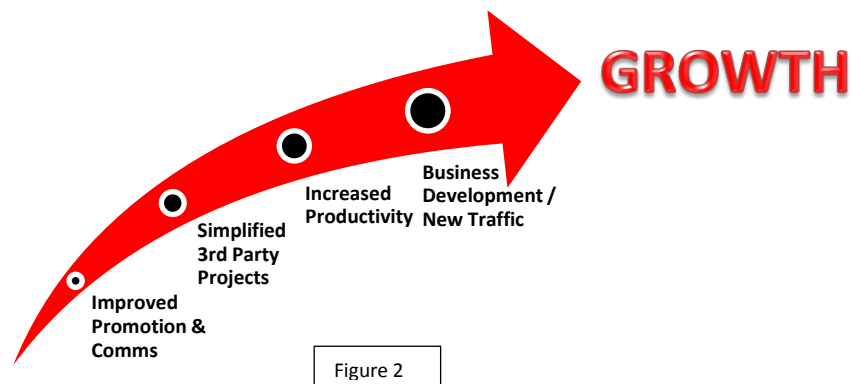 GROWTH
Business
Development /
New Traffic
Increased
Productivity
Simplified
3rd Party
Projects
Improved
Promotion &
Comms
Figure 2